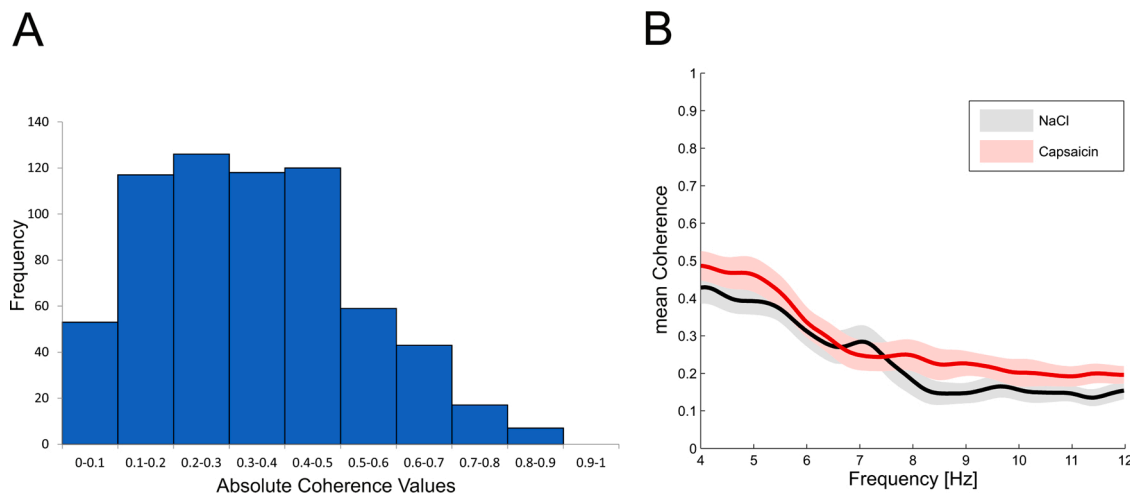 A
140
120
100
80
60
40
20
0
Frequency
0-0.1 0.1-0.2 0.2-0.3 0.3-0.4 0.4-0.5 0.5-0.6 0.6-0.7 0.7-0.8 0.8-0.9 0.9-1
Absolute Coherence Values
B
1
0.9
0.8
0.7
0.6
0.5
0.4
0.3
0.2
0.1
0
mean Coherence
NaCl
Capsaicin
4 5 6 7 8 9 10 11 12
Frequency [Hz]